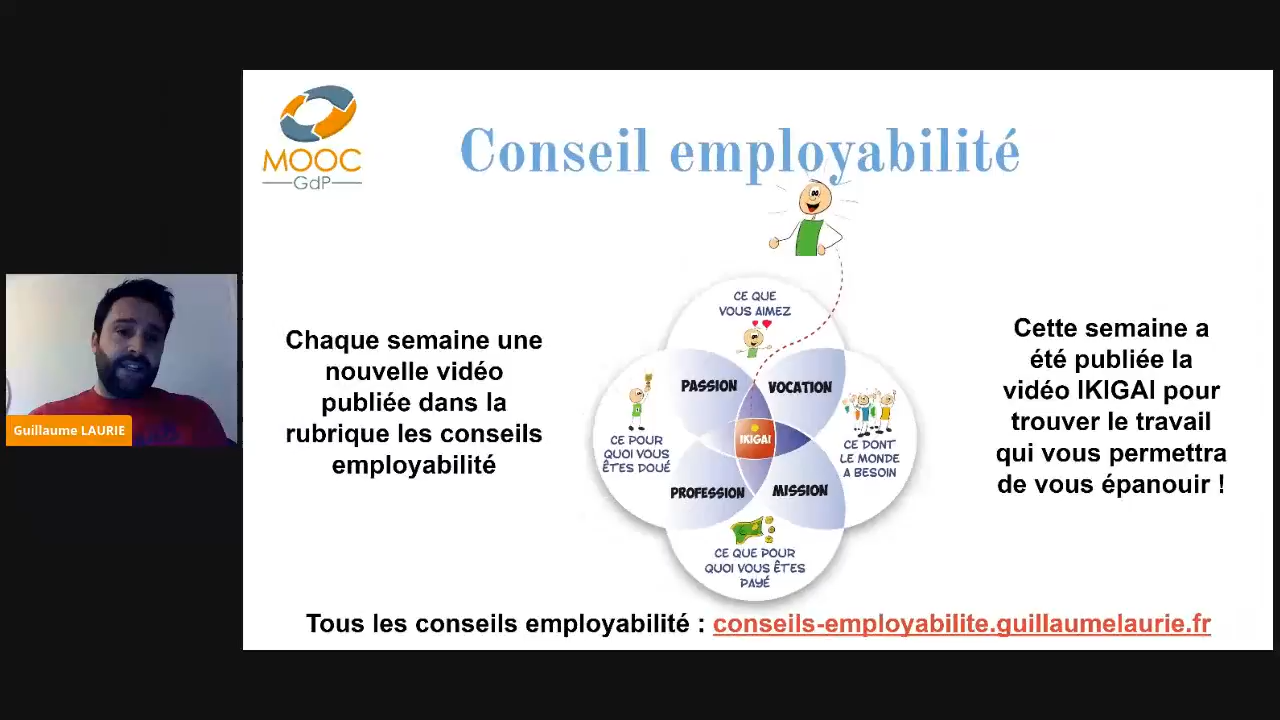 MOOC
GdP
Conseil employabilité
Guillaume LAURIE
Chaque semaine une
nouvelle vidéo
publiée dans la
rubrique les conseils
employabilité
CE QUE
VOUS AIMEZ
PASSION
VOCATION
CE POUR
QUOI VOUS
ÊTES DOUÉ
IKIGAI
CE DONT
LE MONDE
A BESOIN
PROFESSION
MISSION
CE QUE POUR
QUOI VOUS ÊTES
PAYÉ
Cette semaine a
été publiée la
vidéo IKIGAI pour
trouver le travail
qui vous permettra
de vous épanouir !
Tous les conseils employabilité : conseils-employabilite.guillaumelaurie.fr